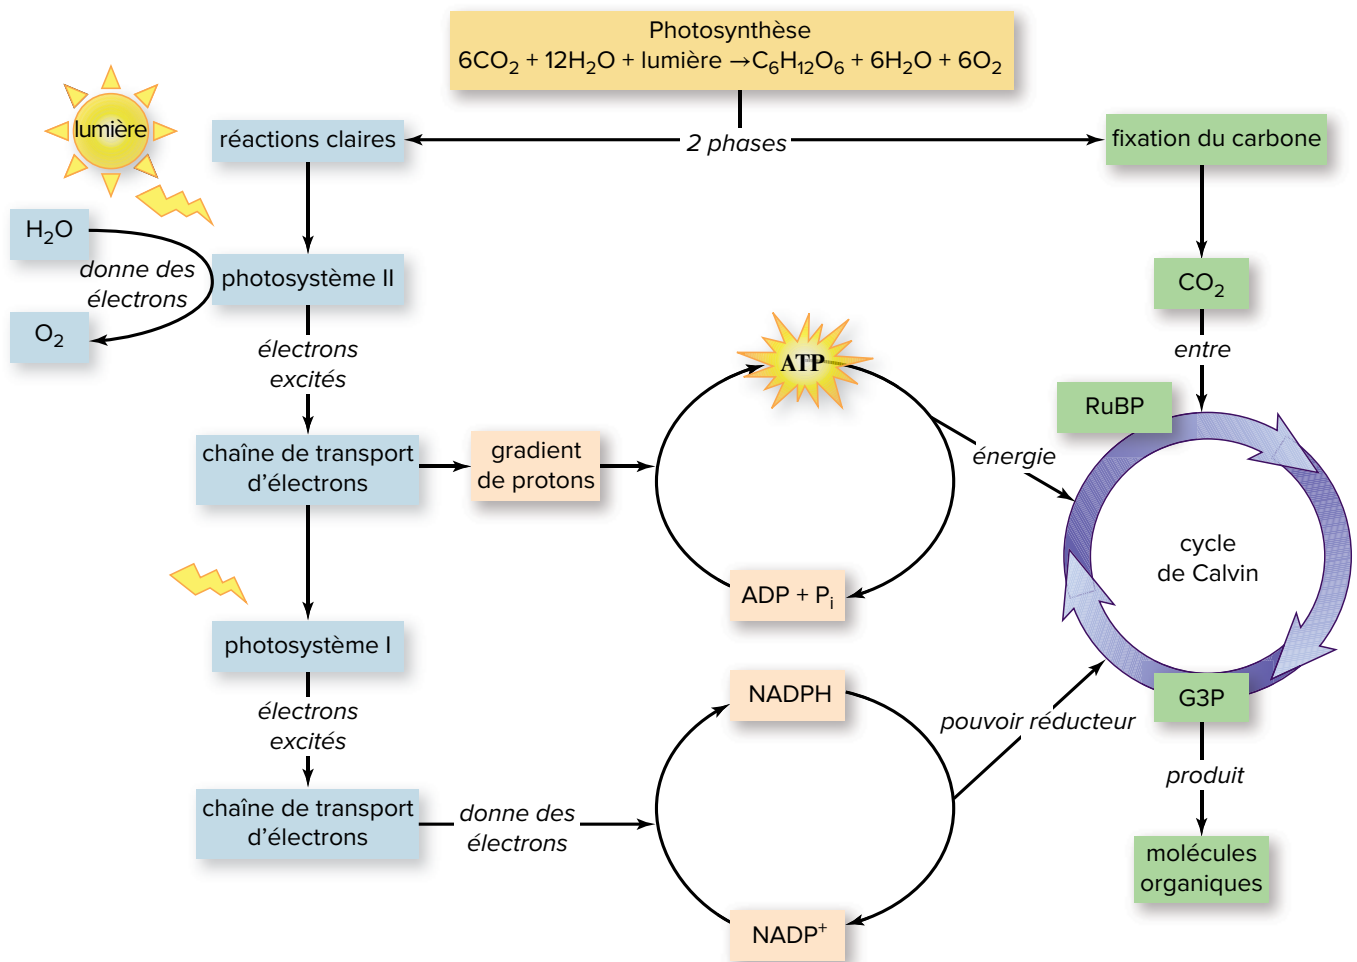 Photosynthèse
6CO₂ + 12H₂O + lumière →C₆H₁₂O₆ + 6H₂O + 6O₂
lumière
réactions claires
2 phases
fixation du carbone
H₂O
donne des
électrons
O₂
photosystème II
CO₂
électrons
excités
entre
ATP
RuBP
chaîne de transport
d'électrons
gradient
de protons
énergie
cycle
de Calvin
ADP + Pᵢ
photosystème I
NADPH
G3P
électrons
excités
pouvoir réducteur
produit
chaîne de transport
d'électrons
donne des
électrons
molécules
organiques
NADP⁺